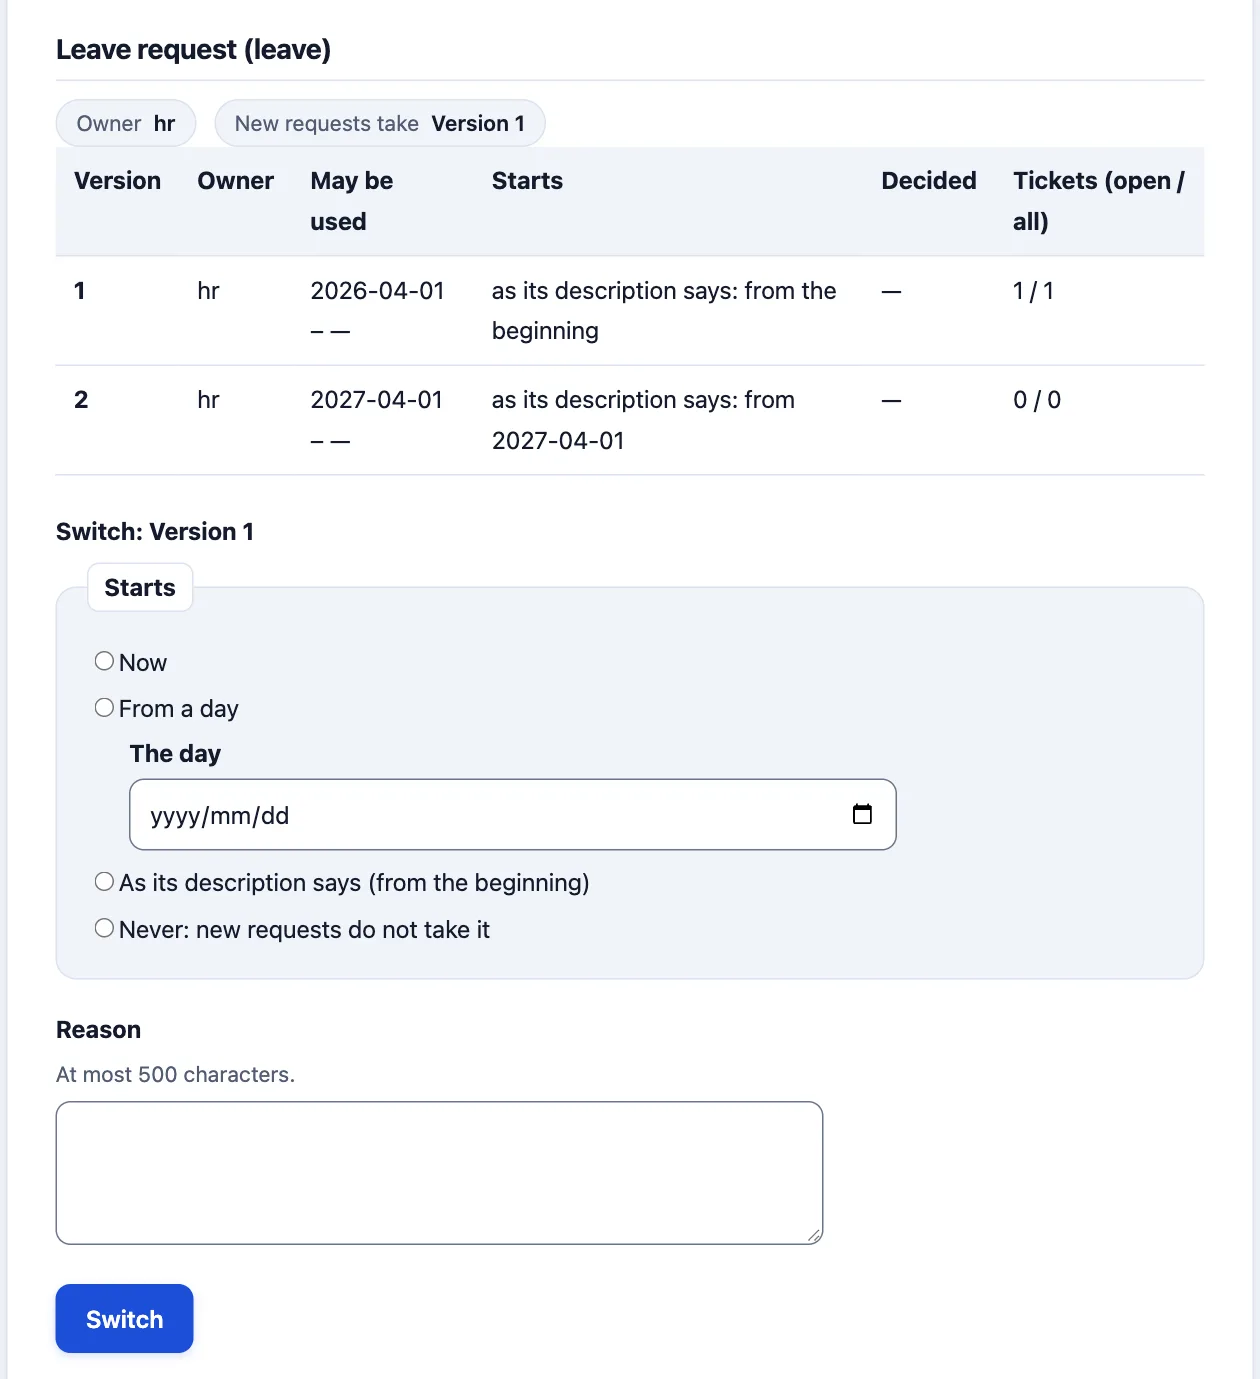 Leave request (leave)
Owner hr
New requests take Version 1
Version Owner May be used Starts Decided Tickets (open / all)
1 hr 2026-04-01 – — as its description says: from the beginning — 1 / 1
2 hr 2027-04-01 – — as its description says: from 2027-04-01 — 0 / 0
Switch: Version 1
Starts
Now
From a day
The day
yyyy/mm/dd
As its description says (from the beginning)
Never: new requests do not take it
Reason
At most 500 characters.
Switch